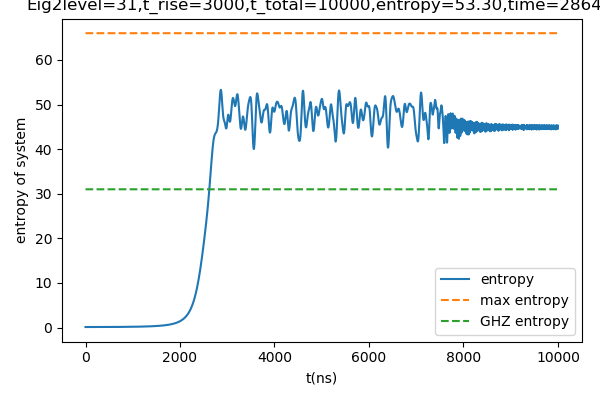 Eig2level=31,t_rise=3000,t_total=10000,entropy=53.30,time=2864
entropy of system
60
50
40
30
20
10
0
0 2000 4000 6000 8000 10000
t(ns)
entropy
max entropy
GHZ entropy